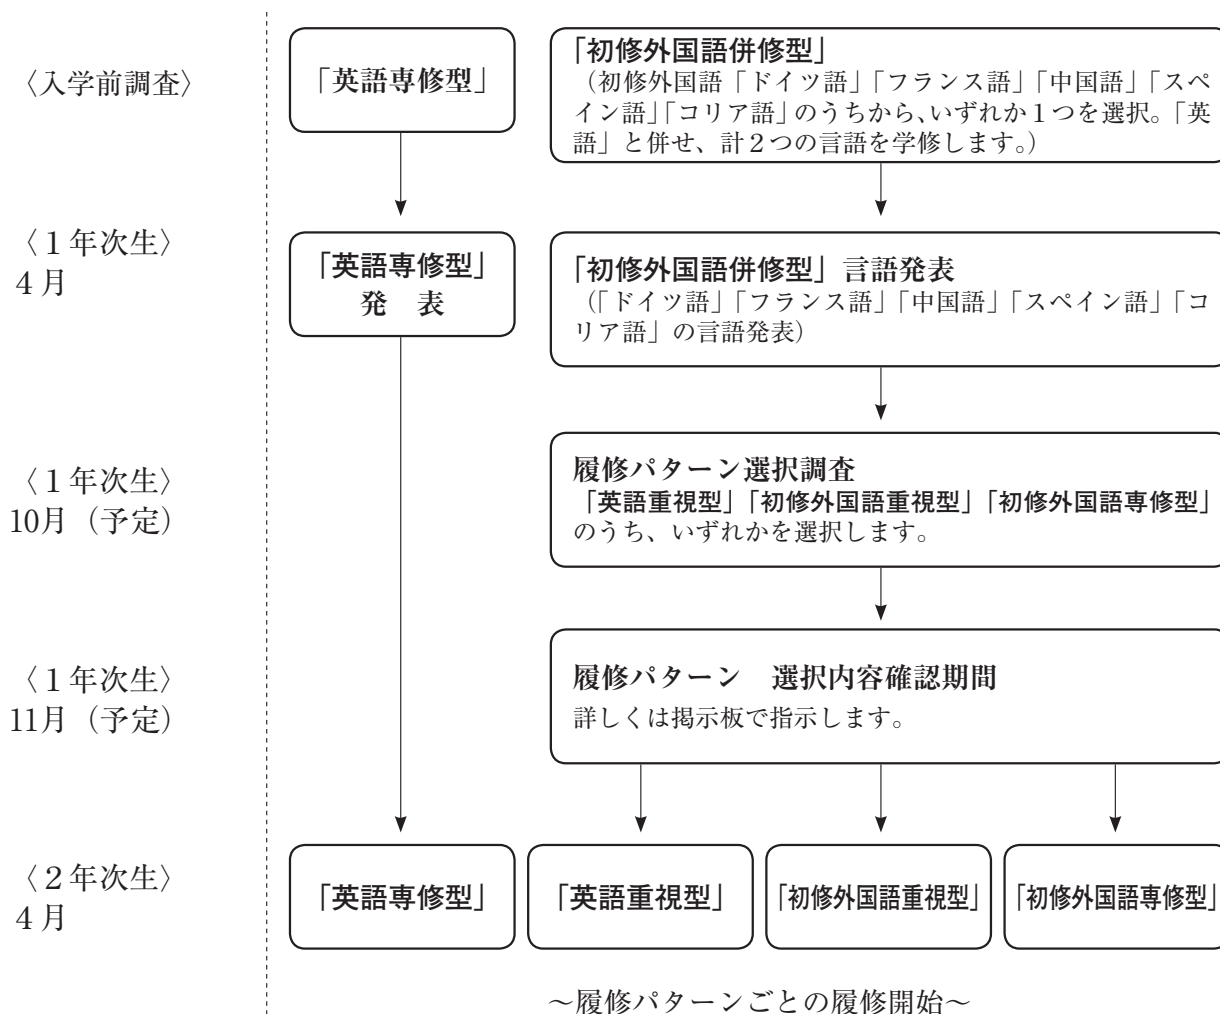 〈入学前調査〉
「英語専修型」
「初修外国語併修型」
（初修外国語「ドイツ語」「フランス語」「中国語」「スペ
イン語」「コリア語」のうちから、いずれか１つを選択。「英
語」と併せ、計２つの言語を学修します。）
〈１年次生〉
４月
「英語専修型」
発　表
「初修外国語併修型」言語発表
（「ドイツ語」「フランス語」「中国語」「スペイン語」「コ
リア語」の言語発表）
〈１年次生〉
10月（予定）
履修パターン選択調査
「英語重視型」「初修外国語重視型」「初修外国語専修型」
のうち、いずれかを選択します。
〈１年次生〉
11月（予定）
履修パターン　選択内容確認期間
詳しくは掲示板で指示します。
〈２年次生〉
４月
「英語専修型」
「英語重視型」
「初修外国語重視型」
「初修外国語専修型」
～履修パターンごとの履修開始～